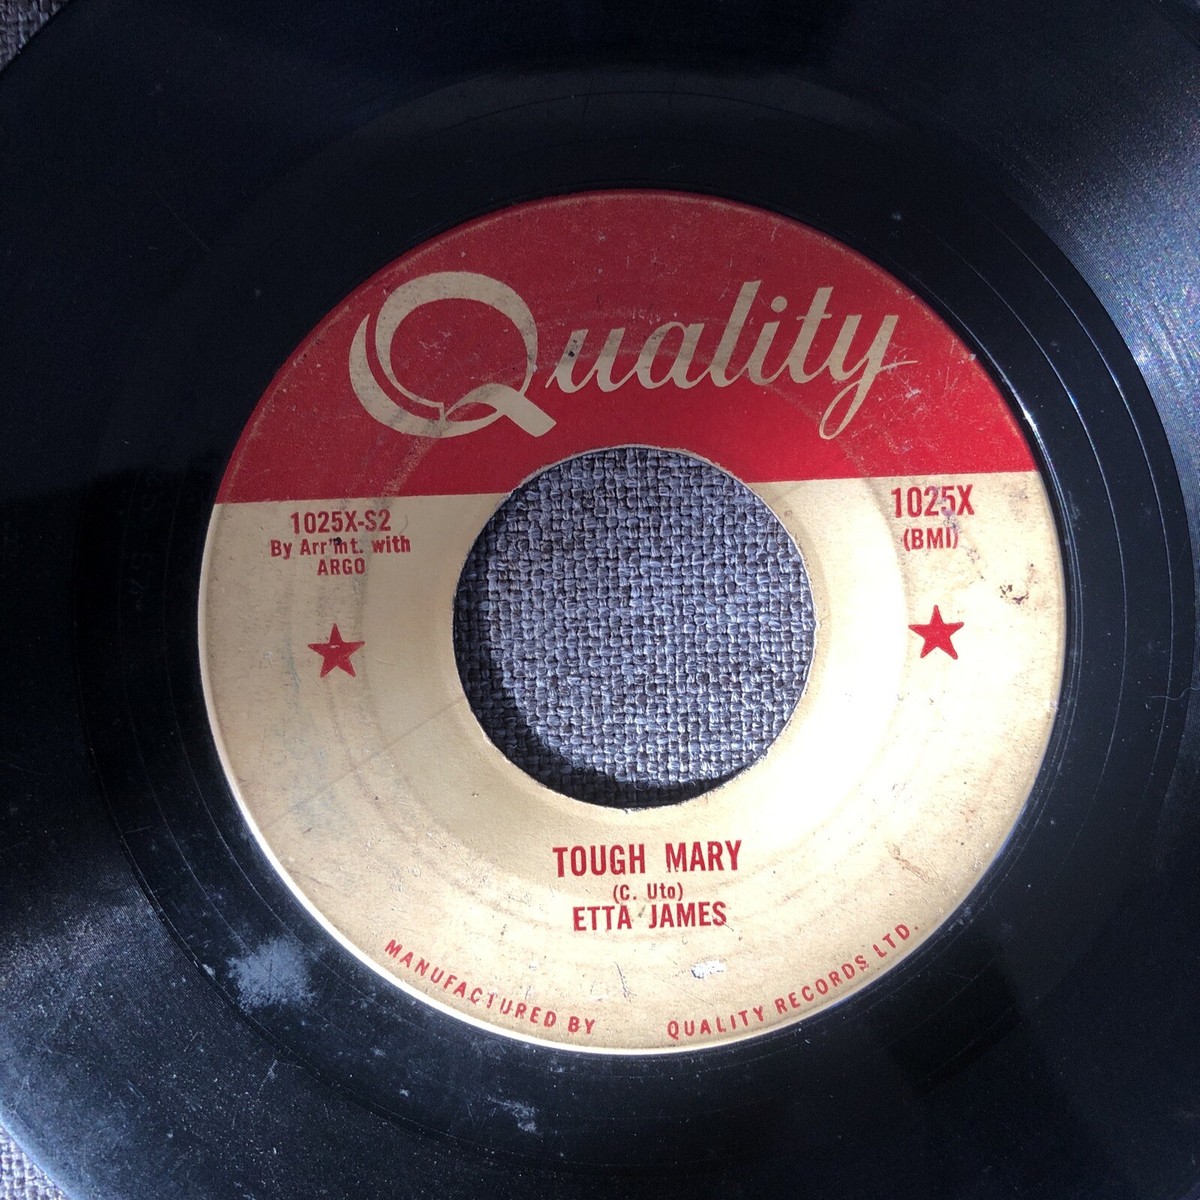 Quality
1025X-S2
By Arr'mt. with
ARGO
1025X
(BMI)
TOUGH MARY
(C. Uto)
ETTA JAMES
MANUFACTURED BY QUALITY RECORDS LTD.